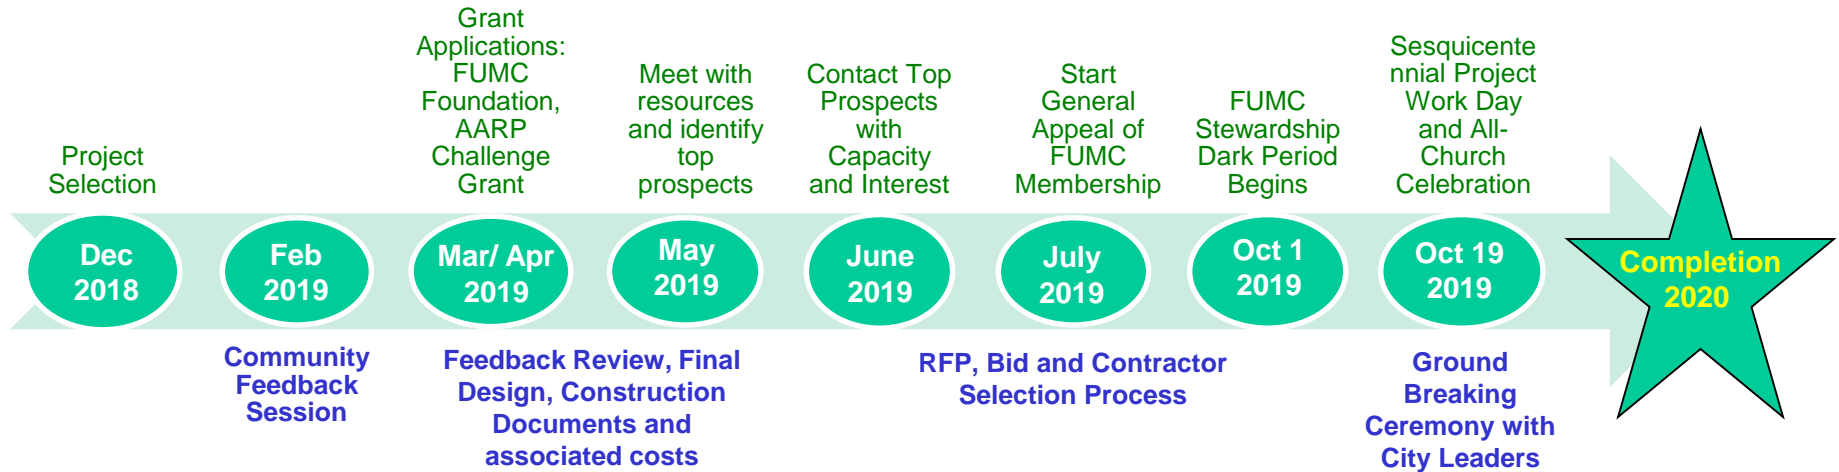 Project
Selection
Grant
Applications:
FUMC
Foundation,
AARP
Challenge
Grant
Meet with
resources
and identify
top
prospects
Contact Top
Prospects
with
Capacity
and Interest
Start
General
Appeal of
FUMC
Membership
FUMC
Stewardship
Dark Period
Begins
Sesquicente
nnial Project
Work Day
and All-
Church
Celebration
Dec
2018
Feb
2019
Mar/ Apr
2019
May
2019
June
2019
July
2019
Oct 1
2019
Oct 19
2019
Completion
2020
Community
Feedback
Session
Feedback Review, Final
Design, Construction
Documents and
associated costs
RFP, Bid and Contractor
Selection Process
Ground
Breaking
Ceremony with
City Leaders